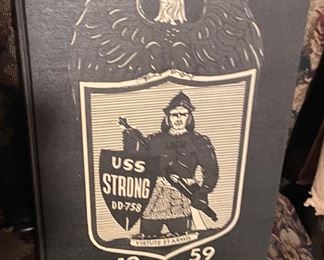 USS
STRONG
DD-758
VIRTUTE ET ARMIS
19 59